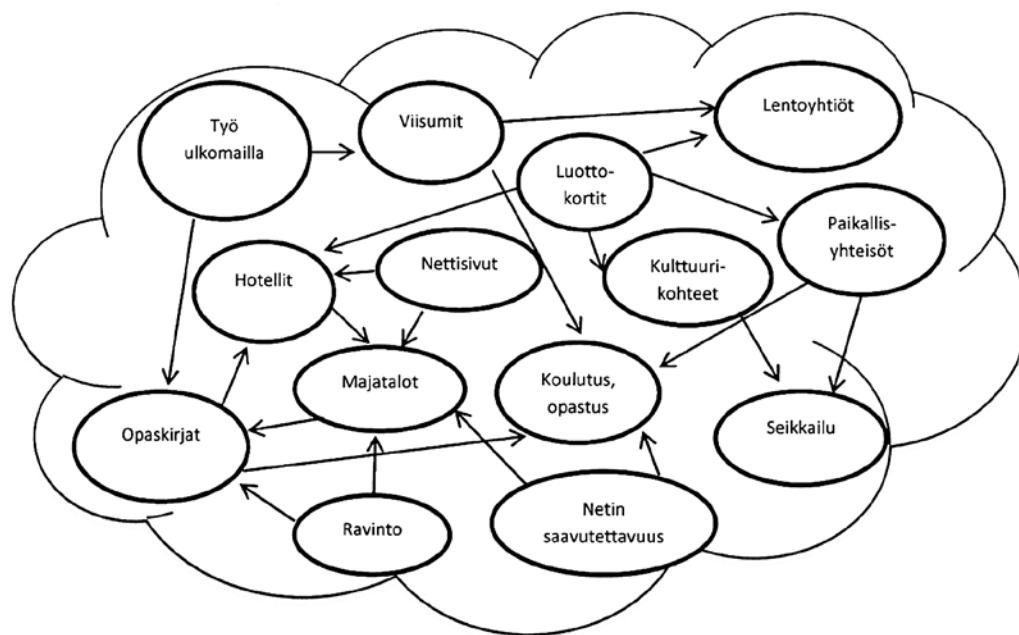 Työ
ulkomailla
Viisumit
Lentoyhtiöt
Luotto-
kortit
Paikallis-
yhteisöt
Hotellit
Nettisivut
Kulttuuri-
kohteet
Majatalot
Koulutus,
opastus
Opaskirjat
Seikkailu
Ravinto
Netin
saavutettavuus